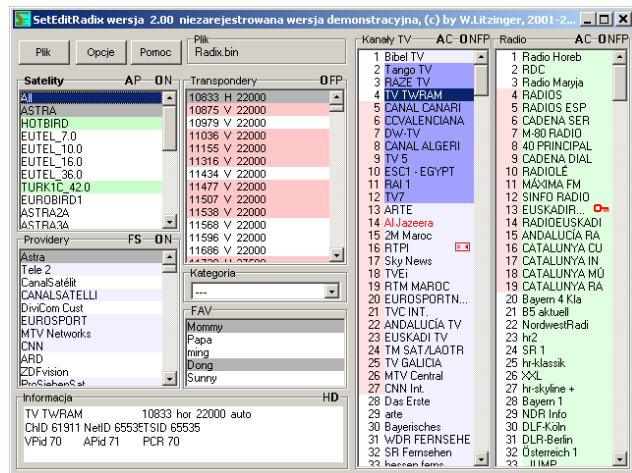 SetEditRadix wersja 2.00 niezarejestrowana wersja demonstracyjna, (c) by W.Litzinger, 2001-2...
Plik
Opcje
Pomoc
Plik
Radix.bin
Satelity AP ON
All
ASTRA
HOTBIRD
EUTEL_7.0
EUTEL_10.0
EUTEL_16.0
EUTEL_36.0
TURK1C_42.0
EUROBIRD1
ASTRA2A
ASTRA3A
Transpondery OFP
10833 H 22000
10875 V 22000
10979 V 22000
11036 V 22000
11155 V 22000
11316 V 22000
11434 V 22000
11477 V 22000
11507 V 22000
11538 V 22000
11568 V 22000
11596 V 22000
11686 V 22000
11720 H 27500
Providery FS ON
Astra
Tele 2
CanalSatélit
CANALSATELLI
DiviCom Cust
EUROSPORT
MTV Networks
CNN
ARD
ZDFvision
ProSiebenSat
Kategoria
---
FAV
Mommy
Papa
ming
Dong
Sunny
Informacja HD
TV TWRAM 10833 hor 22000 auto
ChID 61911 NetID 65535TSID 65535
VPid 70 APid 71 PCR 70
Kanały TV AC ONFP
1 Bibel TV
2 Tango TV
3 RAZE TV
4 TV TWRAM
5 CANAL CANARI
6 CCVALENCIANA
7 DW-TV
8 CANAL ALGERI
9 TV 5
10 ESC1 - EGYPT
11 RAI 1
12 TV7
13 ARTE
14 Al Jazeera
15 2M Maroc
16 RTPI
17 Sky News
18 TVEi
19 RTM MAROC
20 EUROSPORTN...
21 TVC INT.
22 ANDALUCÍA TV
23 EUSKADI TV
24 TM SAT/LAOTR
25 TV GALICIA
26 MTV Central
27 CNN Int.
28 Das Erste
29 arte
30 Bayerisches
31 WDR FERNSEHE
32 SR Fernsehen
33 hessen ferns
Radio AC ONFP
1 Radio Horeb
2 RDC
3 Radio Maryja
4 RADIOS
5 RADIOS ESP
6 CADENA SER
7 M-80 RADIO
8 40 PRINCIPAL
9 CADENA DIAL
10 RADIOLÉ
11 MÁXIMA FM
12 SINFO RADIO
13 EUSKADIR...
14 RADIOEUSKADI
15 ANDALUCÍA RA
16 CATALUNYA CU
17 CATALUNYA IN
18 CATALUNYA MÚ
19 CATALUNYA RA
20 Bayern 4 Kla
21 B5 aktuell
22 NordwestRadi
23 hr2
24 SR 1
25 hr-klassik
26 XXL
27 hr-skyline +
28 Bayern 1
29 NDR Info
30 DLF-Köln
31 DLR-Berlin
32 Österreich 1
33 JUMP